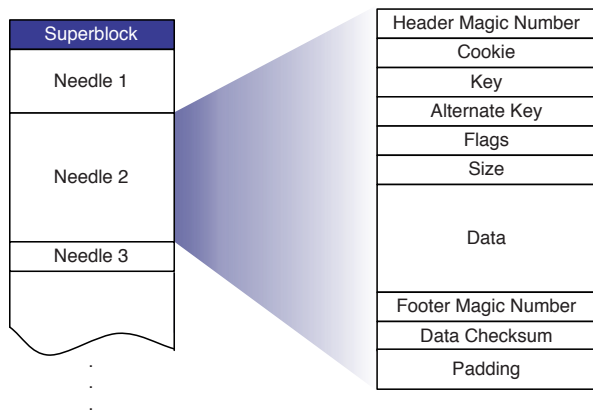 Superblock
Needle 1
Needle 2
Needle 3
.
.
.
Header Magic Number
Cookie
Key
Alternate Key
Flags
Size
Data
Footer Magic Number
Data Checksum
Padding